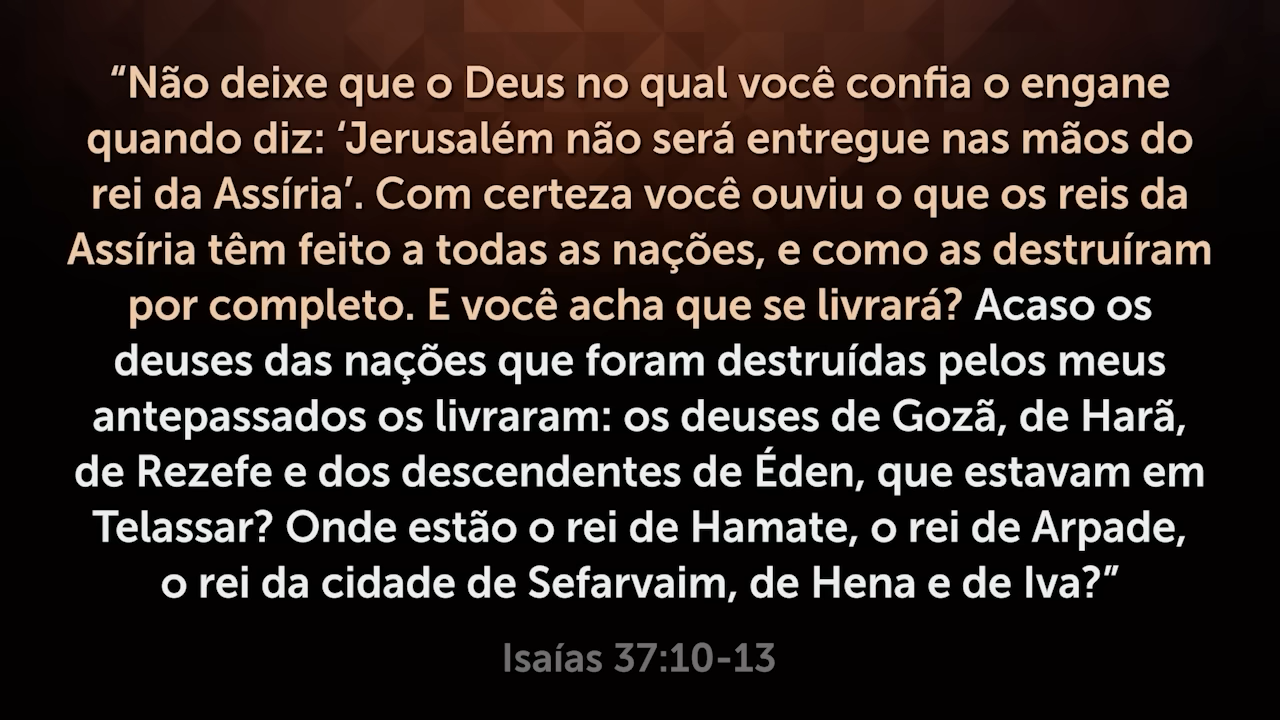 “Não deixe que o Deus no qual você confia o engane
quando diz: ‘Jerusalém não será entregue nas mãos do
rei da Assíria’. Com certeza você ouviu o que os reis da
Assíria têm feito a todas as nações, e como as destruíram
por completo. E você acha que se livrará? Acaso os
deuses das nações que foram destruídas pelos meus
antepassados os livraram: os deuses de Gozã, de Harã,
de Rezefe e dos descendentes de Éden, que estavam em
Telassar? Onde estão o rei de Hamate, o rei de Arpade,
o rei da cidade de Sefarvaim, de Hena e de Iva?”
Isaías 37:10-13